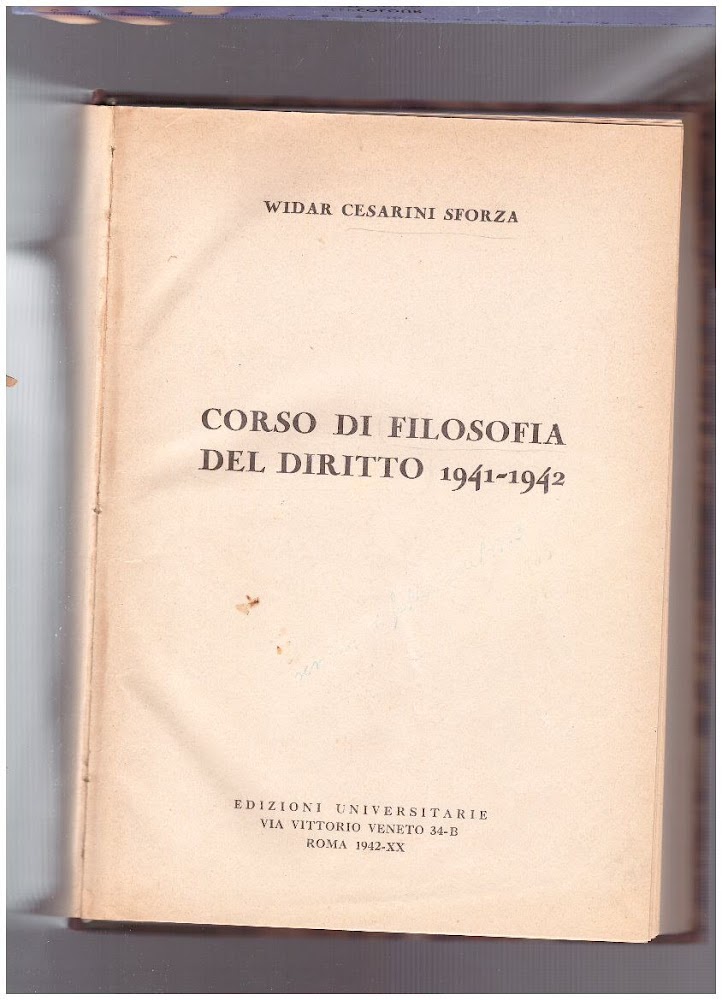 WIDAR CESARINI SFORZA
CORSO DI FILOSOFIA
DEL DIRITTO 1941-1942
EDIZIONI UNIVERSITARIE
VIA VITTORIO VENETO 34-B
ROMA 1942-XX